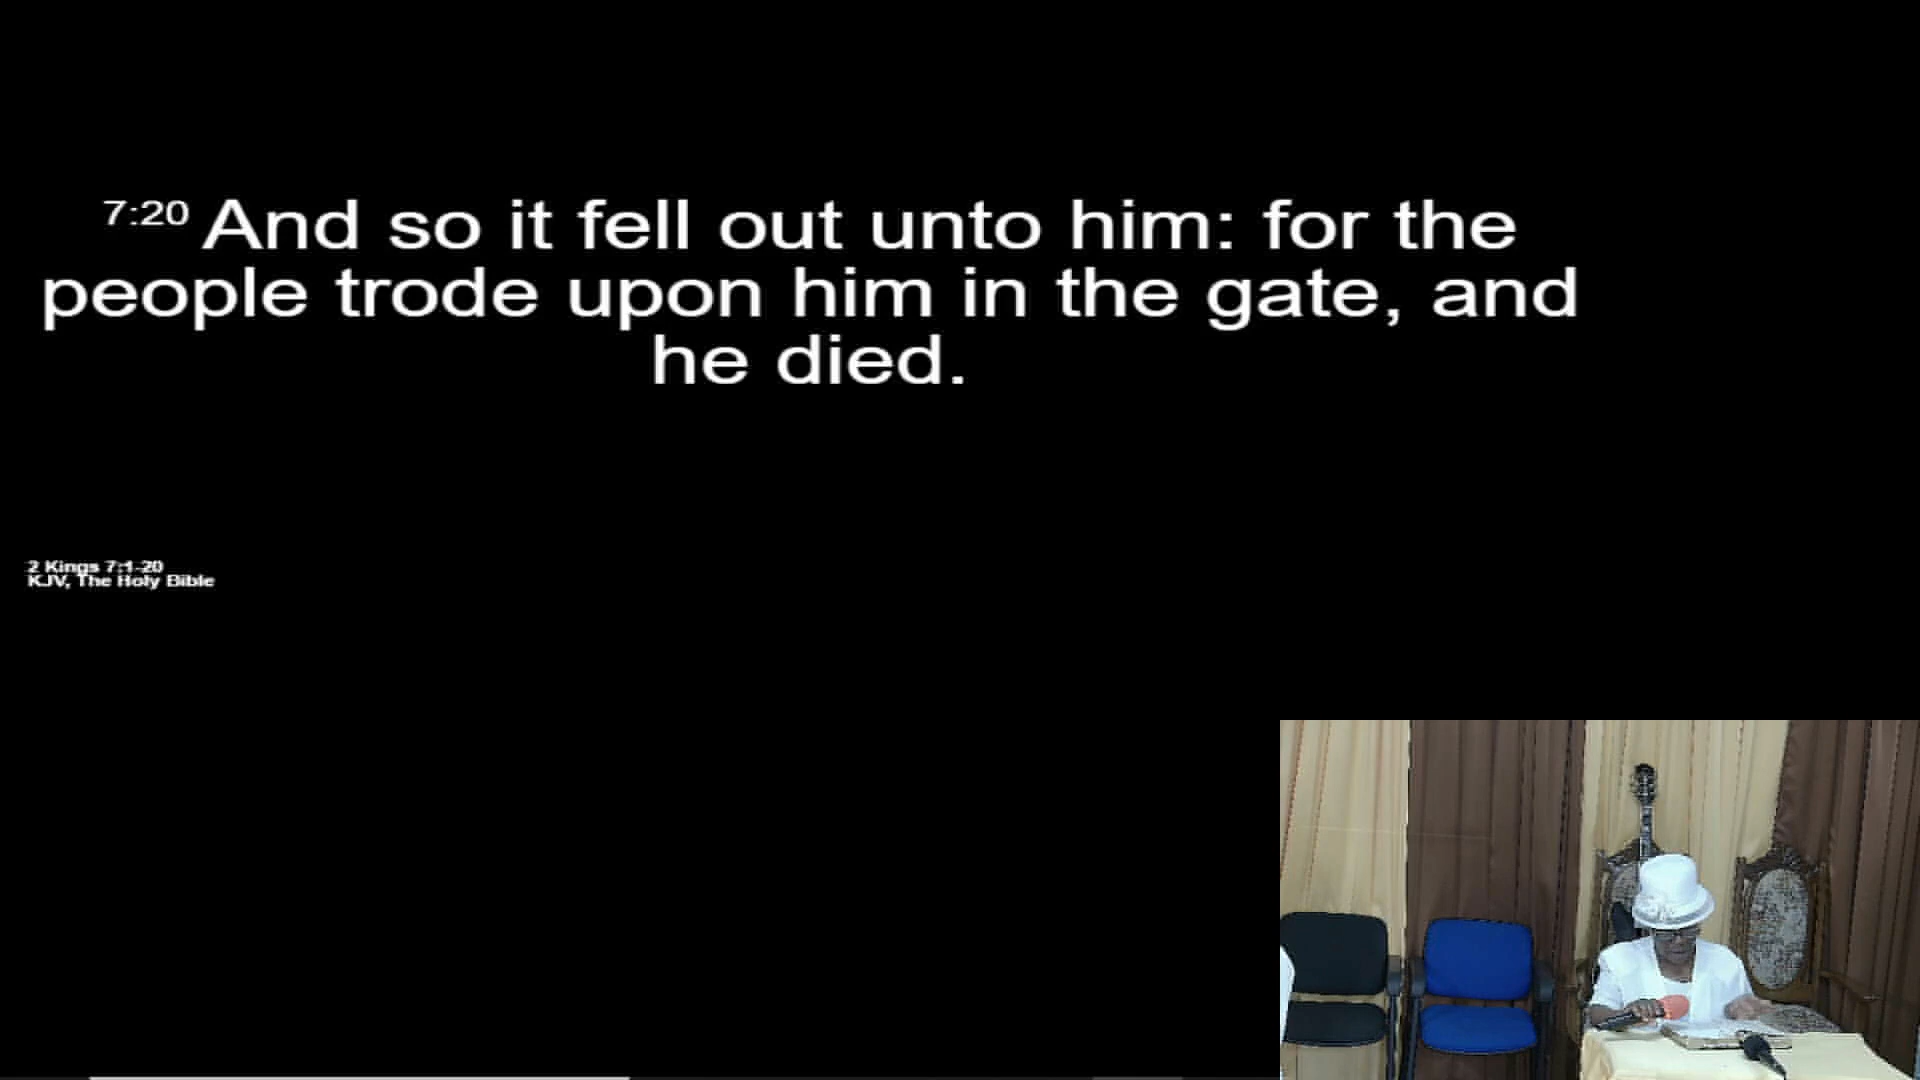 7:20 And so it fell out unto him: for the
people trode upon him in the gate, and
he died.
2 Kings 7:1-20
KJV, The Holy Bible